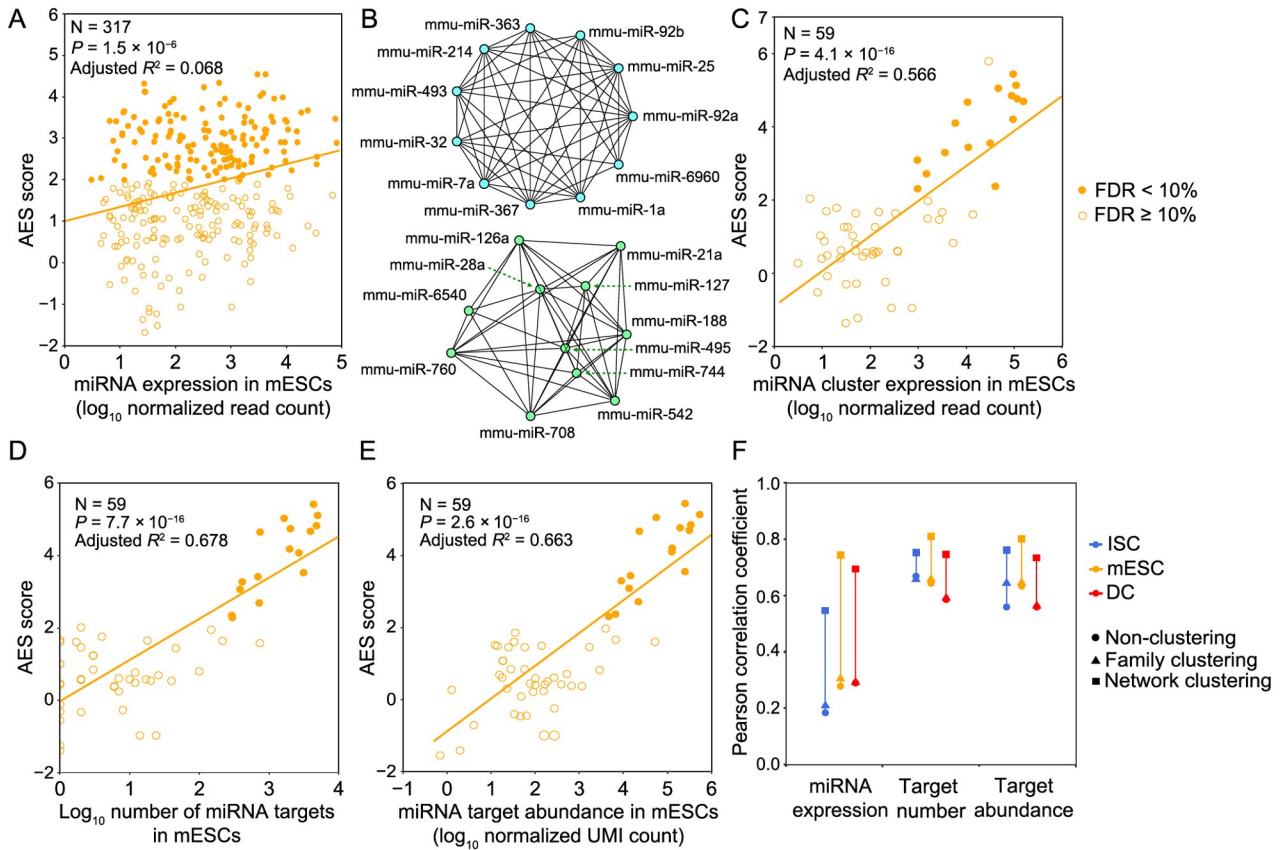 A
N = 317
P = 1.5 × 10⁻⁶
Adjusted R² = 0.068
AES score
6
5
4
3
2
1
0
−1
−2
0
1
2
3
4
5
miRNA expression in mESCs
(log₁₀ normalized read count)
B
mmu-miR-363
mmu-miR-92b
mmu-miR-214
mmu-miR-25
mmu-miR-493
mmu-miR-92a
mmu-miR-32
mmu-miR-6960
mmu-miR-7a
mmu-miR-1a
mmu-miR-367
mmu-miR-126a
mmu-miR-21a
mmu-miR-28a
mmu-miR-127
mmu-miR-6540
mmu-miR-188
mmu-miR-495
mmu-miR-760
mmu-miR-744
mmu-miR-542
mmu-miR-708
C
N = 59
P = 4.1 × 10⁻¹⁶
Adjusted R² = 0.566
AES score
7
6
4
2
0
−2
0
1
2
3
4
5
6
miRNA cluster expression in mESCs
(log₁₀ normalized read count)
FDR < 10%
FDR ≥ 10%
D
N = 59
P = 7.7 × 10⁻¹⁶
Adjusted R² = 0.678
AES score
6
4
2
0
−2
0
1
2
3
4
Log₁₀ number of miRNA targets
in mESCs
E
N = 59
P = 2.6 × 10⁻¹⁶
Adjusted R² = 0.663
AES score
6
4
2
0
−2
−1
0
1
2
3
4
5
6
miRNA target abundance in mESCs
(log₁₀ normalized UMI count)
F
Pearson correlation coefficient
1.0
0.8
0.6
0.4
0.2
0.0
miRNA
expression
Target
number
Target
abundance
ISC
mESC
DC
Non-clustering
Family clustering
Network clustering